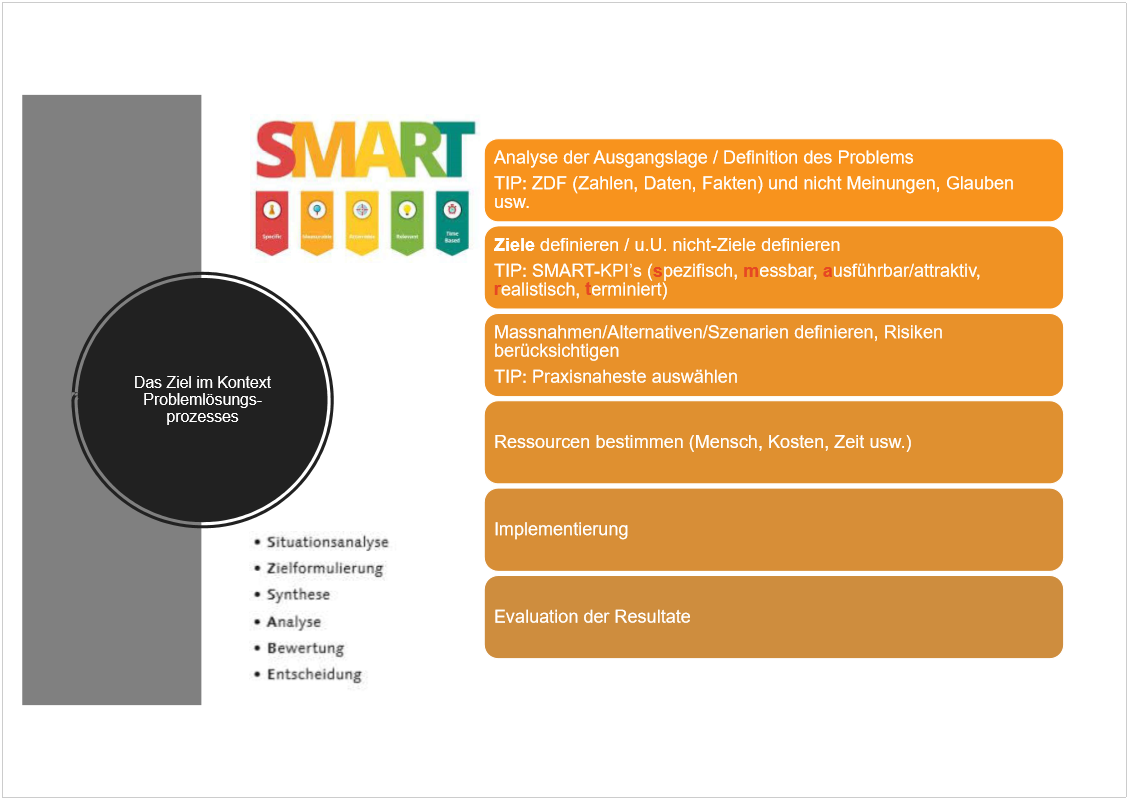 SMART
Specific
Relevant
Time
Based
Analyse der Ausgangslage / Definition des Problems
TIP: ZDF (Zahlen, Daten, Fakten) und nicht Meinungen, Glauben
usw.
Ziele definieren / u.U. nicht-Ziele definieren
TIP: SMART-KPI's (spezifisch, messbar, ausführbar/attraktiv,
realistisch, terminiert)
Massnahmen/Alternativen/Szenarien definieren, Risiken
berücksichtigen
TIP: Praxisnaheste auswählen
Ressourcen bestimmen (Mensch, Kosten, Zeit usw.)
Implementierung
Evaluation der Resultate
Das Ziel im Kontext
Problemlösungs-
prozesses
• Situationsanalyse
• Zielformulierung
• Synthese
• Analyse
• Bewertung
• Entscheidung